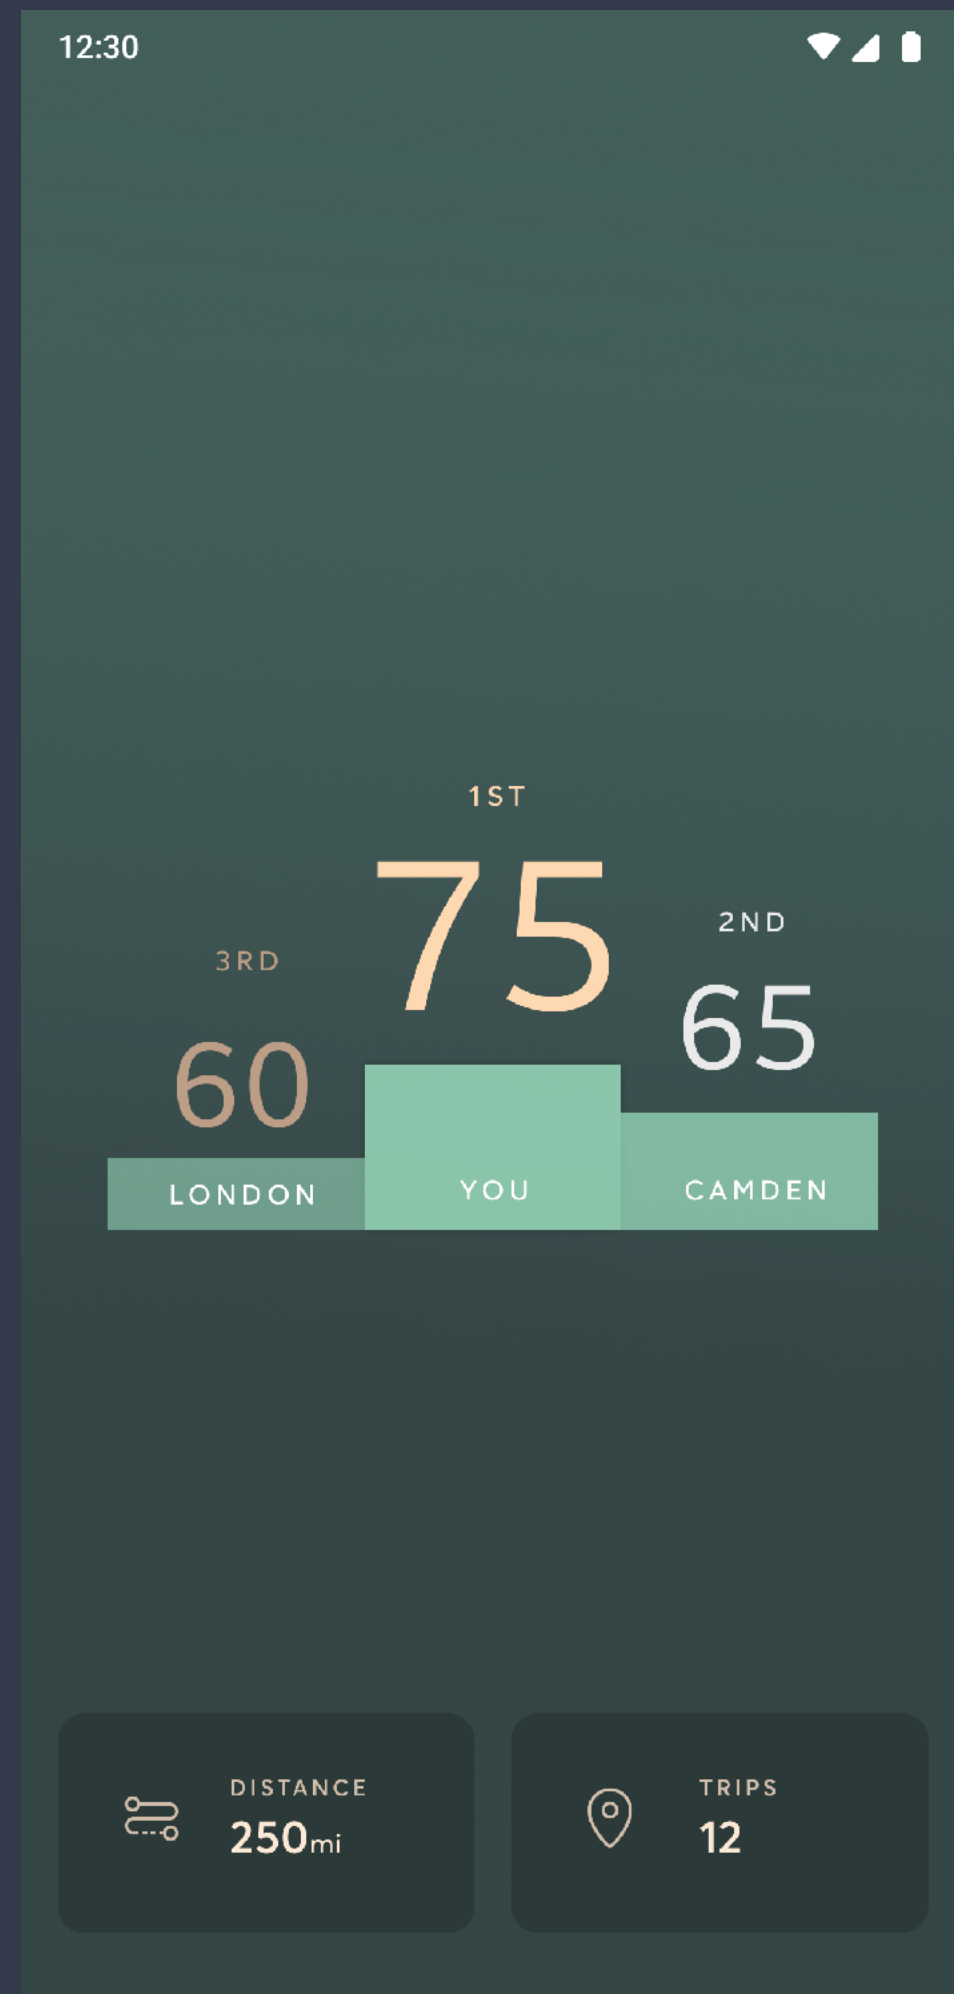 12:30
1ST
75
2ND
65
3RD
60
LONDON
YOU
CAMDEN
DISTANCE
250mi
TRIPS
12